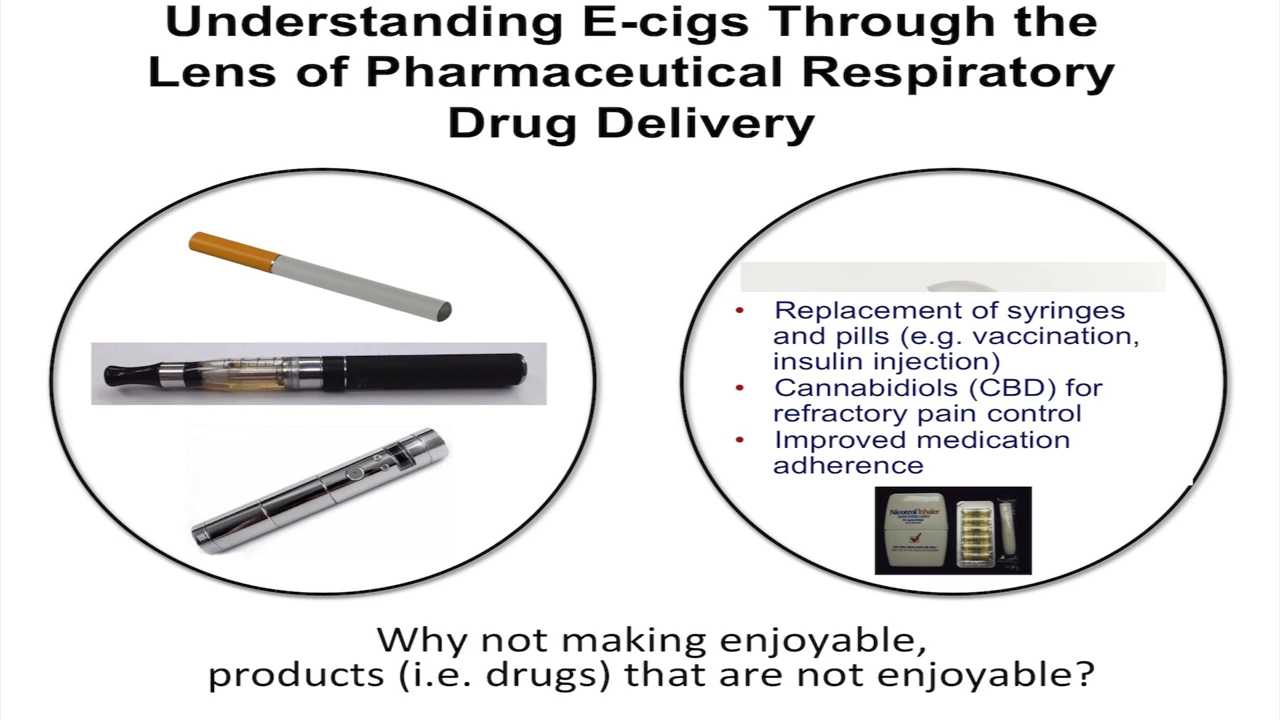 Understanding E-cigs Through the
Lens of Pharmaceutical Respiratory
Drug Delivery
• Replacement of syringes
and pills (e.g. vaccination,
insulin injection)
• Cannabidiols (CBD) for
refractory pain control
• Improved medication
adherence
Nicotrol Inhaler
Why not making enjoyable,
products (i.e. drugs) that are not enjoyable?